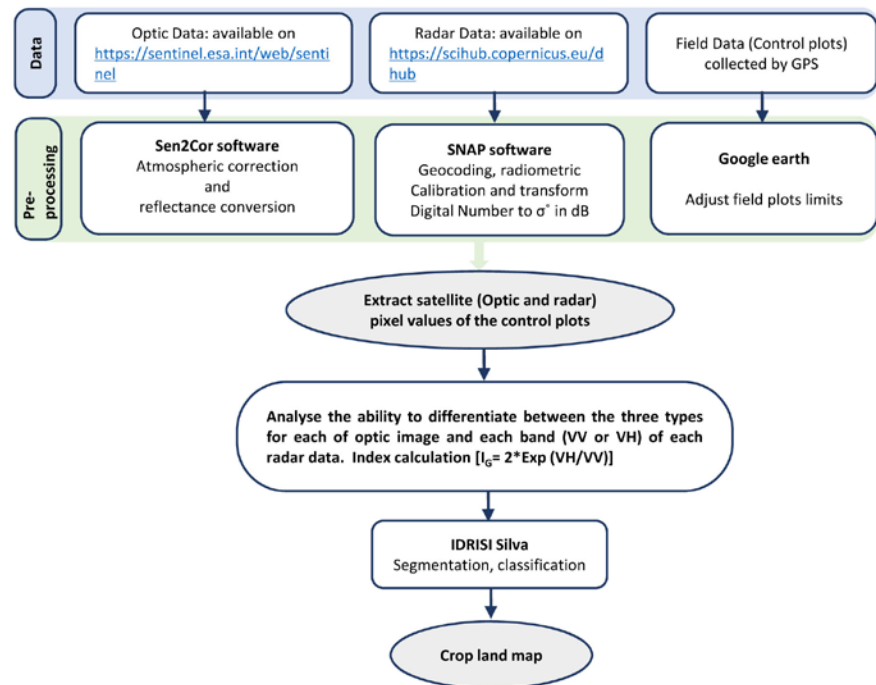 Data
Optic Data: available on
https://sentinel.esa.int/web/senti
nel
Radar Data: available on
https://scihub.copernicus.eu/d
hub
Field Data (Control plots)
collected by GPS
Pre-
processing
Sen2Cor software
Atmospheric correction
and
reflectance conversion
SNAP software
Geocoding, radiometric
Calibration and transform
Digital Number to σ° in dB
Google earth
Adjust field plots limits
Extract satellite (Optic and radar)
pixel values of the control plots
Analyse the ability to differentiate between the three types
for each of optic image and each band (VV or VH) of each
radar data. Index calculation [I_G= 2*Exp (VH/VV)]
IDRISI Silva
Segmentation, classification
Crop land map